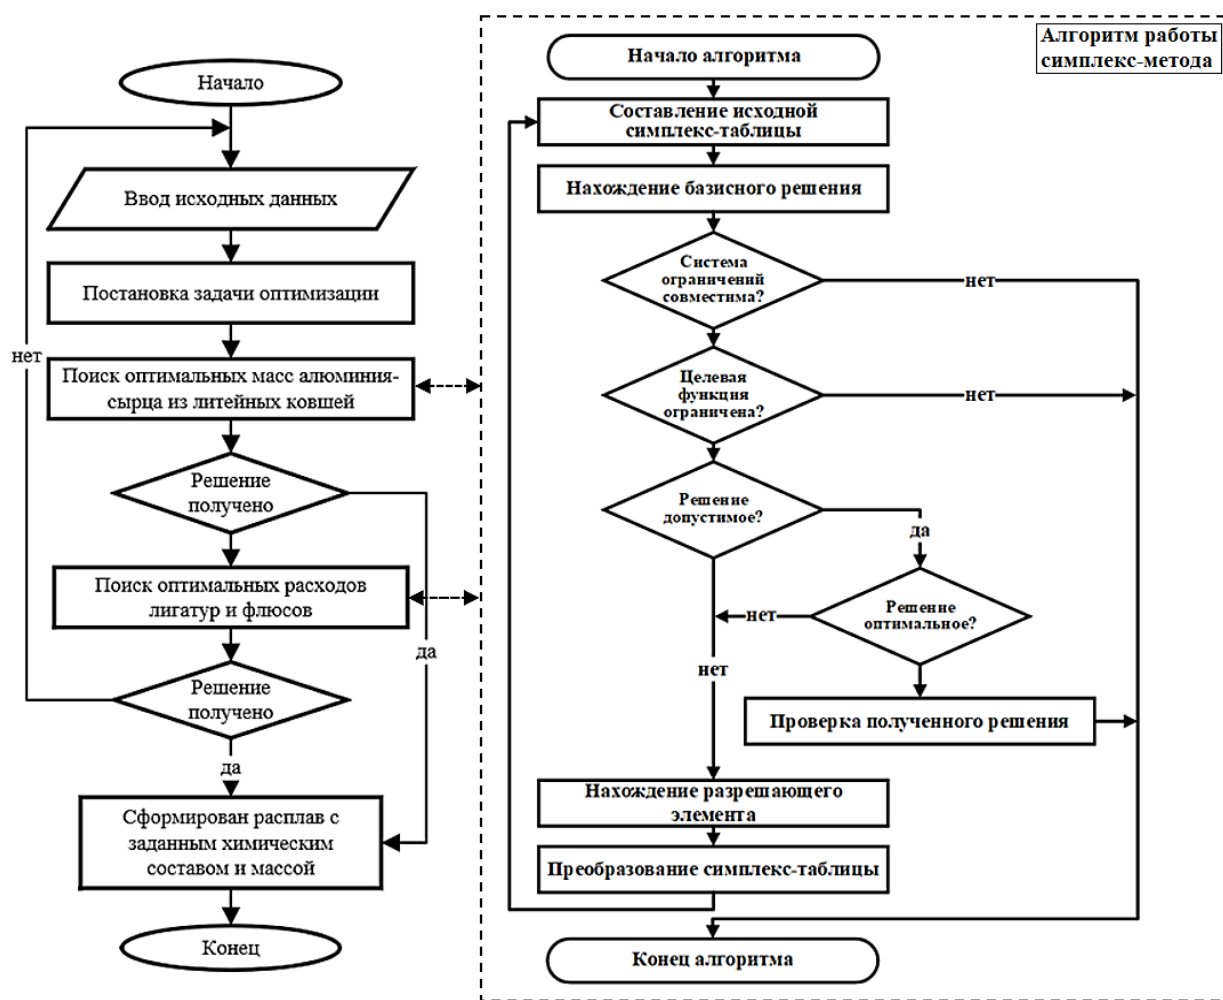 Начало
Ввод исходных данных
Постановка задачи оптимизации
нет
Поиск оптимальных масс алюминия-
сырца из литейных ковшей
Решение
получено
Поиск оптимальных расходов
лигатур и флюсов
да
Решение
получено
да
Сформирован расплав с
заданным химическим
составом и массой
Конец
Алгоритм работы
симплекс-метода
Начало алгоритма
Составление исходной
симплекс-таблицы
Нахождение базисного решения
Система
ограничений
совместима?
нет
Целевая
функция
ограничена?
нет
Решение
допустимое?
да
Решение
оптимальное?
нет
нет
Проверка полученного решения
Нахождение разрешающего
элемента
Преобразование симплекс-таблицы
Конец алгоритма